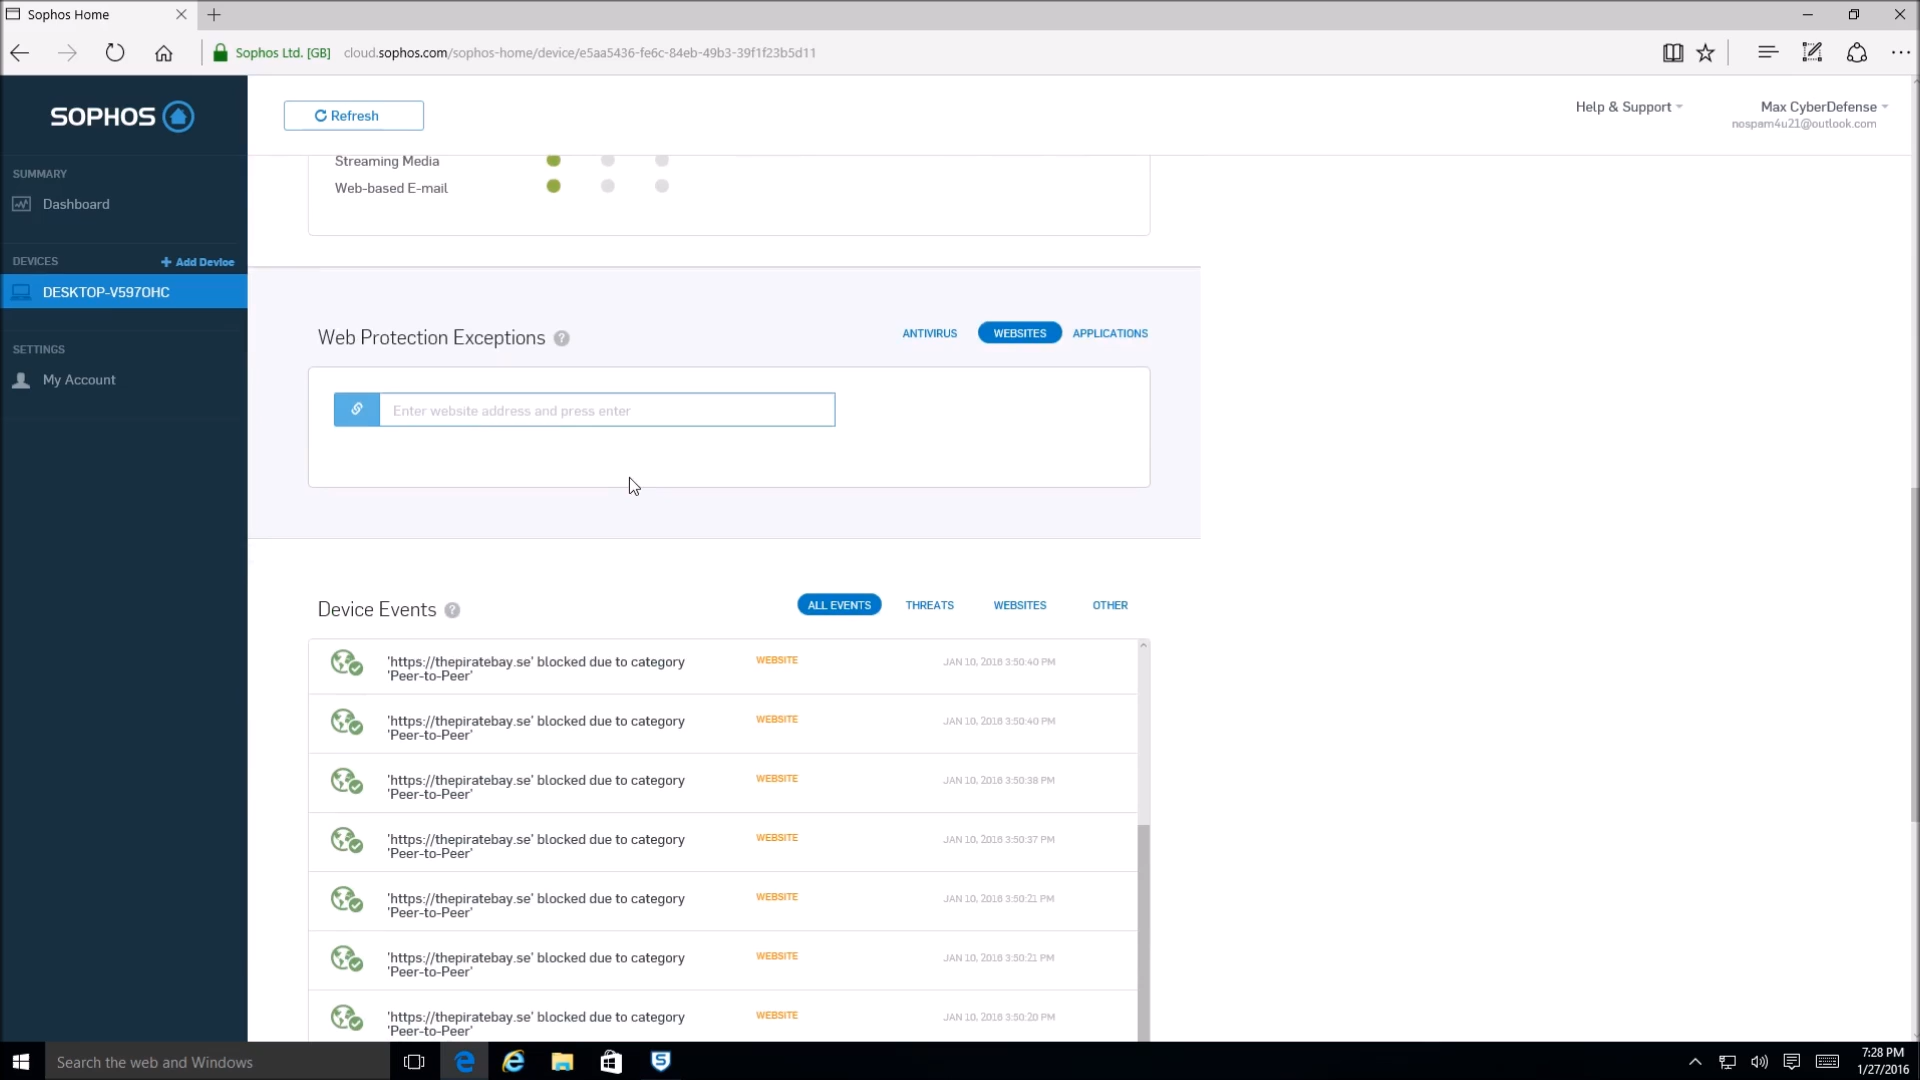 Sophos Home
Sophos Ltd. [GB] cloud.sophos.com/sophos-home/device/e5aa5436-fe6c-84eb-49b3-39f1f23b5d11
SOPHOS
Refresh
Help & Support
Max CyberDefense
nospam4u21@outlook.com
SUMMARY
Dashboard
DEVICES
+ Add Device
DESKTOP-V597OHC
SETTINGS
My Account
Streaming Media
Web-based E-mail
Web Protection Exceptions ?
ANTIVIRUS WEBSITES APPLICATIONS
Enter website address and press enter
Device Events ?
ALL EVENTS THREATS WEBSITES OTHER
'https://thepiratebay.se' blocked due to category
'Peer-to-Peer'
WEBSITE
JAN 10, 2016 3:50:40 PM
'https://thepiratebay.se' blocked due to category
'Peer-to-Peer'
WEBSITE
JAN 10, 2016 3:50:40 PM
'https://thepiratebay.se' blocked due to category
'Peer-to-Peer'
WEBSITE
JAN 10, 2016 3:50:38 PM
'https://thepiratebay.se' blocked due to category
'Peer-to-Peer'
WEBSITE
JAN 10, 2016 3:50:37 PM
'https://thepiratebay.se' blocked due to category
'Peer-to-Peer'
WEBSITE
JAN 10, 2016 3:50:21 PM
'https://thepiratebay.se' blocked due to category
'Peer-to-Peer'
WEBSITE
JAN 10, 2016 3:50:21 PM
'https://thepiratebay.se' blocked due to category
'Peer-to-Peer'
WEBSITE
JAN 10, 2016 3:50:20 PM
Search the web and Windows
7:28 PM
1/27/2016